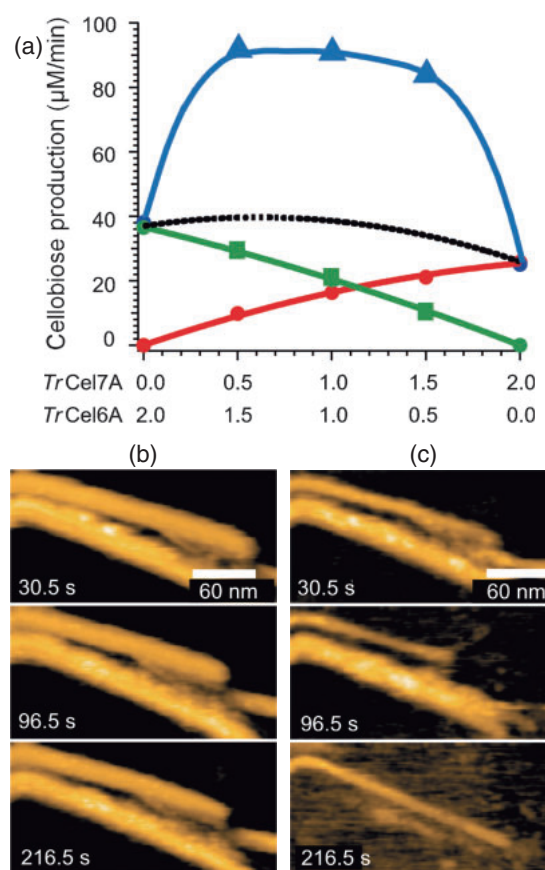 (a)
Cellobiose production (µM/min)
100
80
60
40
20
0
TrCel7A 0.0 0.5 1.0 1.5 2.0
TrCel6A 2.0 1.5 1.0 0.5 0.0
(b) (c)
30.5 s 60 nm 30.5 s 60 nm
96.5 s 96.5 s
216.5 s 216.5 s